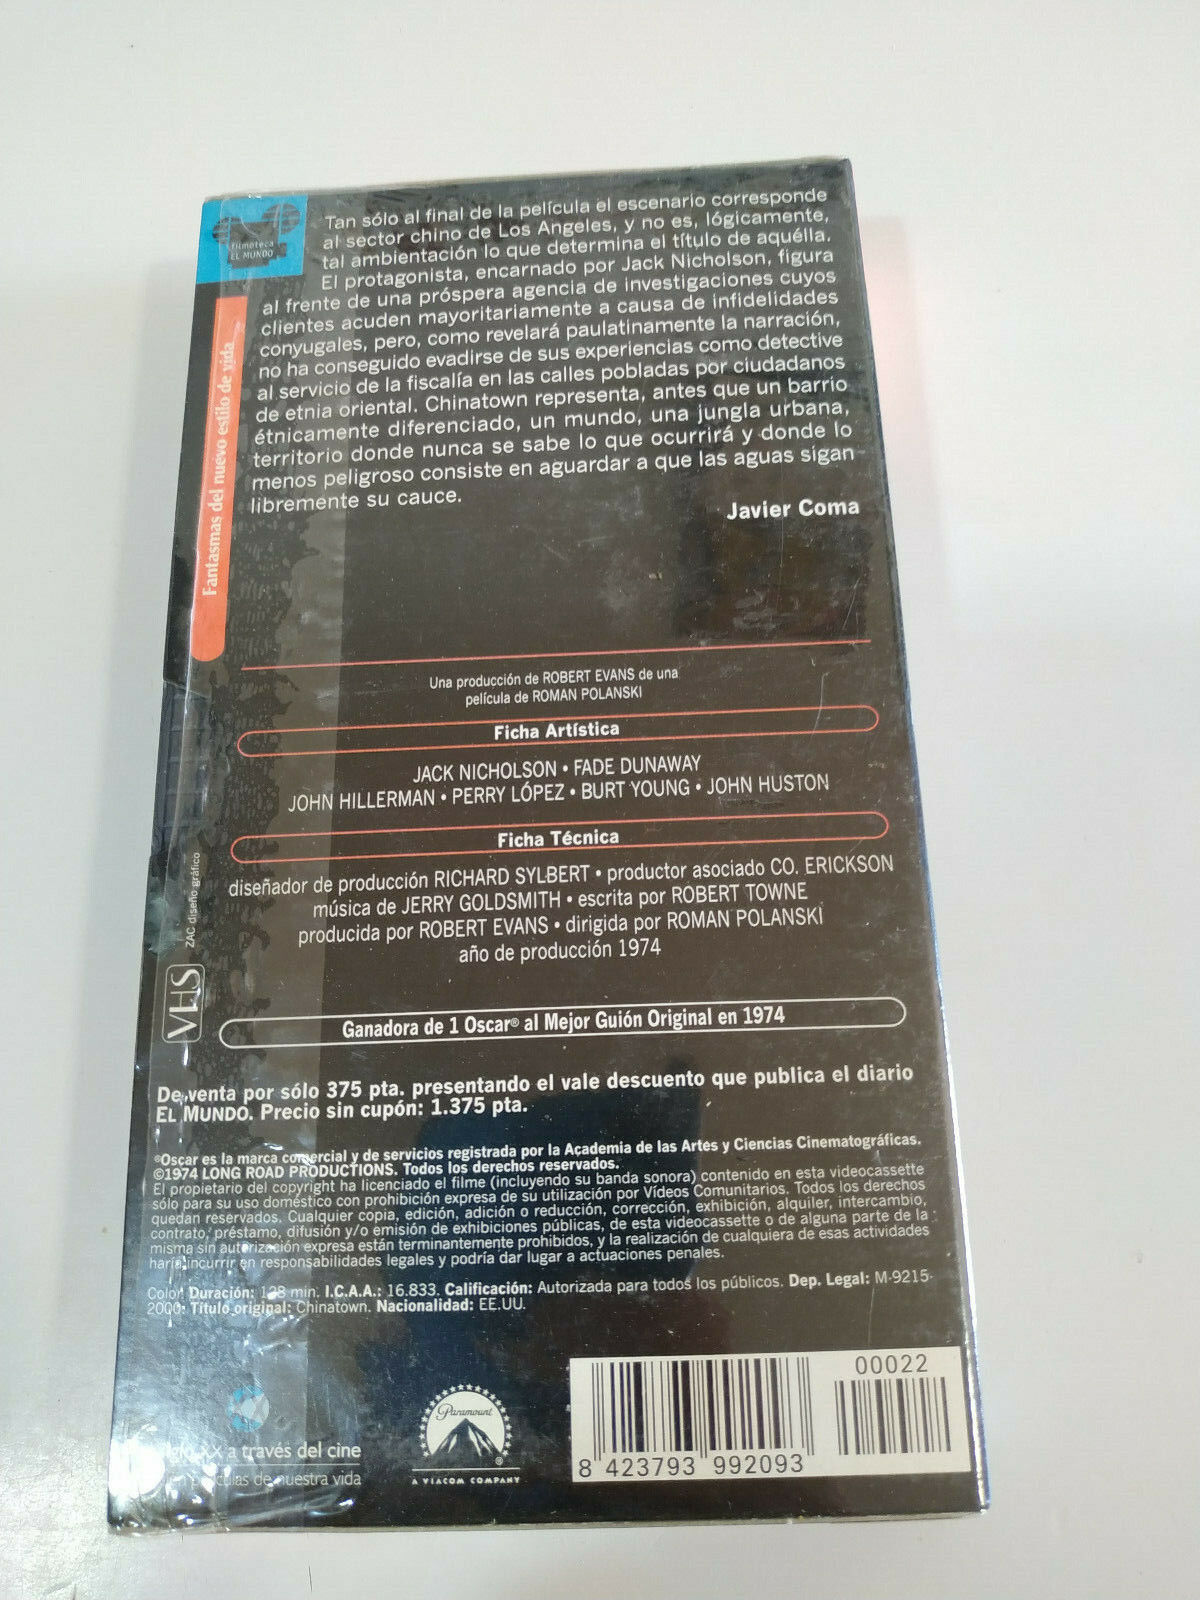 filmoteca
EL MUNDO
Tan sólo al final de la película el escenario corresponde
al sector chino de Los Angeles, y no es, lógicamente,
tal ambientación lo que determina el título de aquélla.
El protagonista, encarnado por Jack Nicholson, figura
al frente de una próspera agencia de investigaciones cuyos
clientes acuden mayoritariamente a causa de infidelidades
conyugales, pero, como revelará paulatinamente la narración,
no ha conseguido evadirse de sus experiencias como detective
al servicio de la fiscalía en las calles pobladas por ciudadanos
de etnia oriental. Chinatown representa, antes que un barrio
étnicamente diferenciado, un mundo, una jungla urbana,
territorio donde nunca se sabe lo que ocurrirá y donde lo
menos peligroso consiste en aguardar a que las aguas sigan
libremente su cauce.
Javier Coma
Fantasmas del nuevo estilo de vida
Una producción de ROBERT EVANS de una
película de ROMAN POLANSKI
Ficha Artística
JACK NICHOLSON • FADE DUNAWAY
JOHN HILLERMAN • PERRY LÓPEZ • BURT YOUNG • JOHN HUSTON
Ficha Técnica
diseñador de producción RICHARD SYLBERT • productor asociado CO. ERICKSON
música de JERRY GOLDSMITH • escrita por ROBERT TOWNE
producida por ROBERT EVANS • dirigida por ROMAN POLANSKI
año de producción 1974
ZAC diseño gráfico
VHS
Ganadora de 1 Oscar® al Mejor Guión Original en 1974
De venta por sólo 375 pta. presentando el vale descuento que publica el diario
EL MUNDO. Precio sin cupón: 1.375 pta.
®Oscar es la marca comercial y de servicios registrada por la Academia de las Artes y Ciencias Cinematográficas.
©1974 LONG ROAD PRODUCTIONS. Todos los derechos reservados.
El propietario del copyright ha licenciado el filme (incluyendo su banda sonora) contenido en esta videocassette
sólo para su uso doméstico con prohibición expresa de su utilización por Vídeos Comunitarios. Todos los derechos
quedan reservados. Cualquier copia, edición, adición o reducción, corrección, exhibición, alquiler, intercambio,
contrato, préstamo, difusión y/o emisión de exhibiciones públicas, de esta videocassette o de alguna parte de la
misma sin autorización expresa están terminantemente prohibidos, y la realización de cualquiera de esas actividades
haría incurrir en responsabilidades legales y podría dar lugar a actuaciones penales.
Color. Duración: min. I.C.A.A.: 16.833. Calificación: Autorizada para todos los públicos. Dep. Legal: M-9215-
2000. Título original: Chinatown. Nacionalidad: EE.UU.
siglo XX a través del cine
películas de nuestra vida
Paramount
A VIACOM COMPANY
00022
8 423793 992093